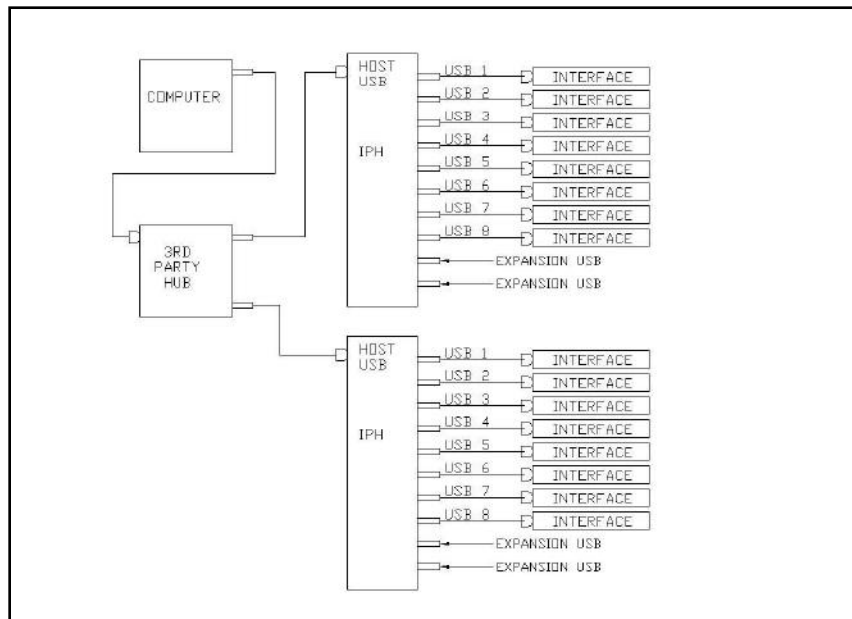 COMPUTER
3RD
PARTY
HUB
HOST
USB
IPH
USB 1
INTERFACE
USB 2
INTERFACE
USB 3
INTERFACE
USB 4
INTERFACE
USB 5
INTERFACE
USB 6
INTERFACE
USB 7
INTERFACE
USB 8
INTERFACE
EXPANSION USB
EXPANSION USB
HOST
USB
IPH
USB 1
INTERFACE
USB 2
INTERFACE
USB 3
INTERFACE
USB 4
INTERFACE
USB 5
INTERFACE
USB 6
INTERFACE
USB 7
INTERFACE
USB 8
INTERFACE
EXPANSION USB
EXPANSION USB